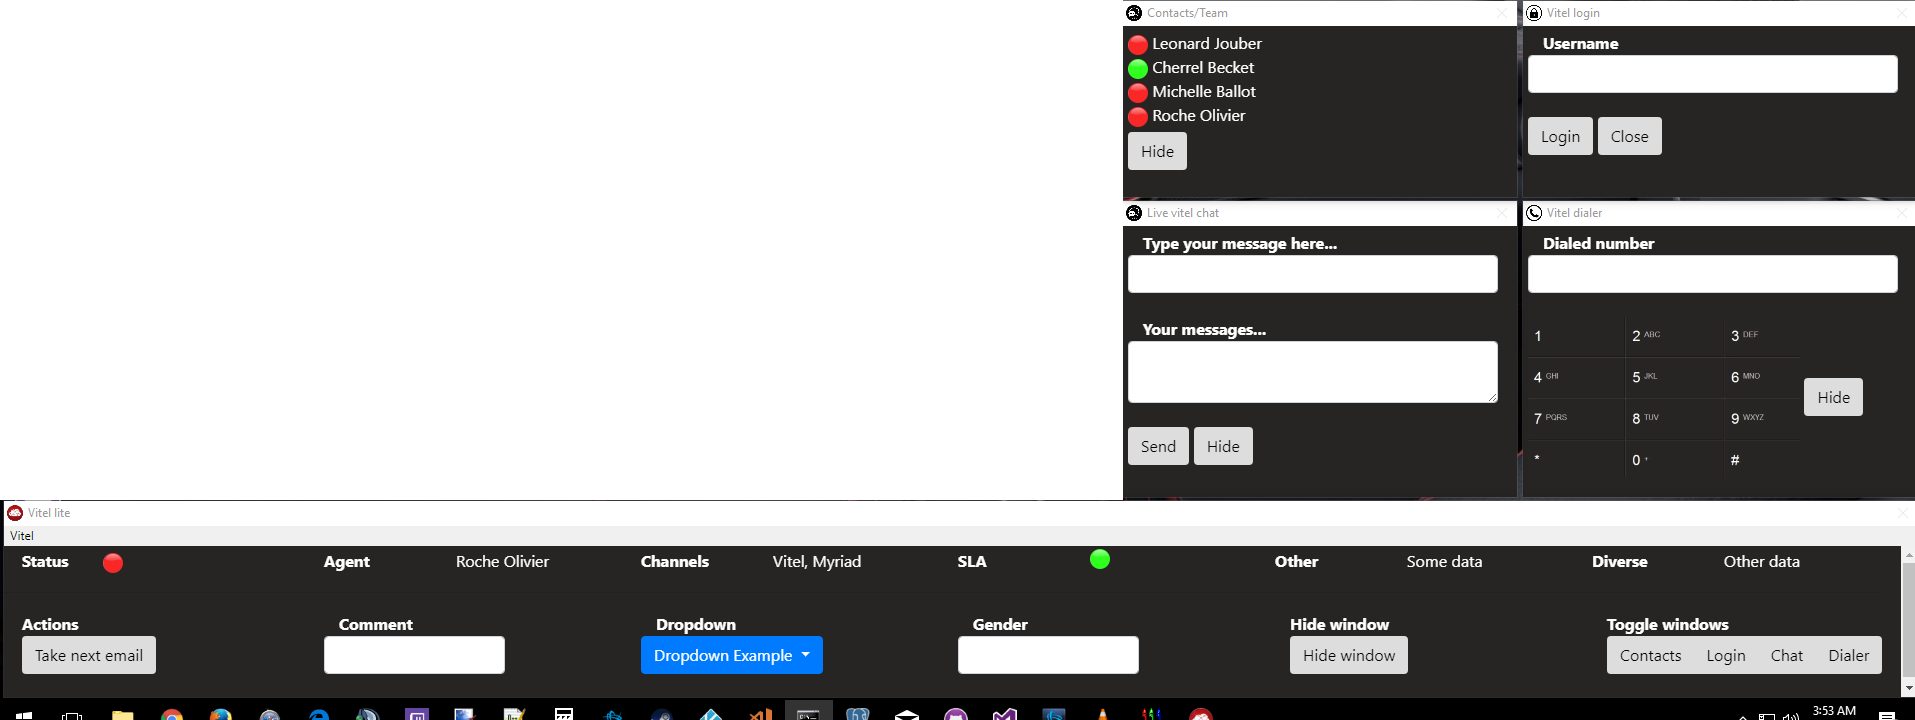 Contacts/Team
Leonard Jouber
Cherrel Becket
Michelle Ballot
Roche Olivier
Hide
Vitel login
Username
Login Close
Live vitel chat
Type your message here...
Your messages...
Send Hide
Vitel dialer
Dialed number
1 2 ABC 3 DEF
4 GHI 5 JKL 6 MNO
7 PQRS 8 TUV 9 WXYZ
* 0 + #
Hide
Vitel lite
Vitel
Status Agent Roche Olivier Channels Vitel, Myriad SLA Other Some data Diverse Other data
Actions Comment Dropdown Gender Hide window Toggle windows
Take next email Dropdown Example Hide window Contacts Login Chat Dialer
3:53 AM